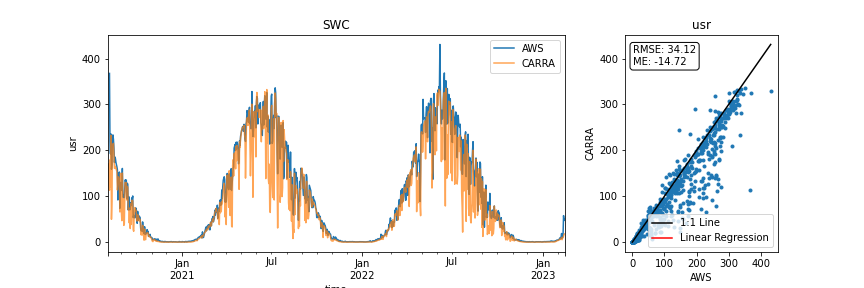 SWC
usr
400
300
200
100
0
usr
AWS
CARRA
Jan
2021
Jul
Jan
2022
Jul
Jan
2023
time
usr
RMSE: 34.12
ME: -14.72
400
300
200
100
0
CARRA
1:1 Line
Linear Regression
0 100 200 300 400
AWS